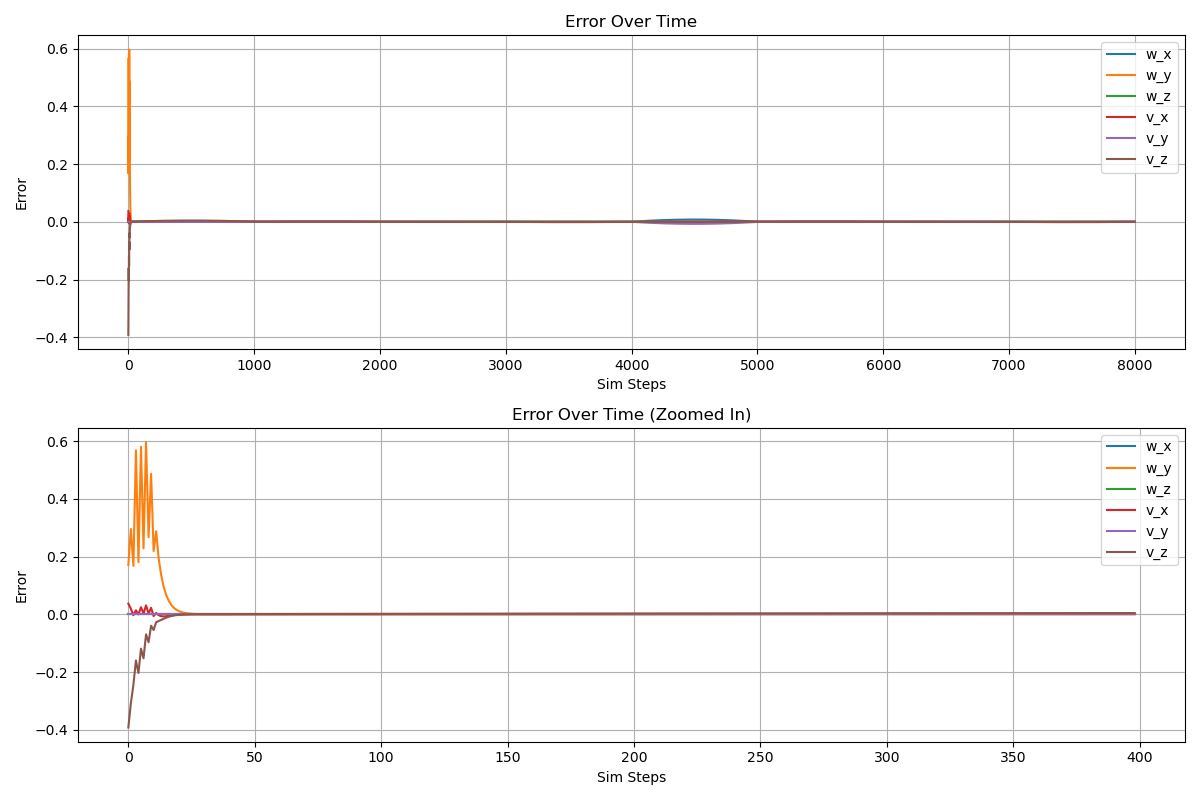 Error Over Time
Error
0.6
0.4
0.2
0.0
−0.2
−0.4
w_x
w_y
w_z
v_x
v_y
v_z
0 1000 2000 3000 4000 5000 6000 7000 8000
Sim Steps
Error Over Time (Zoomed In)
Error
0.6
0.4
0.2
0.0
−0.2
−0.4
w_x
w_y
w_z
v_x
v_y
v_z
0 50 100 150 200 250 300 350 400
Sim Steps